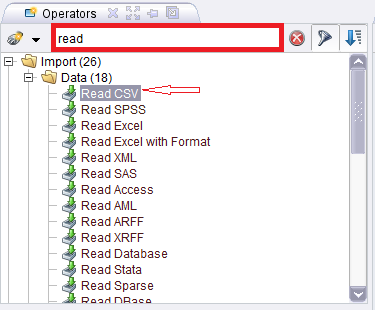 Operators
read
Import (26)
Data (18)
Read CSV
Read SPSS
Read Excel
Read Excel with Format
Read XML
Read SAS
Read Access
Read AML
Read ARFF
Read XRFF
Read Database
Read Stata
Read Sparse
Read DBase